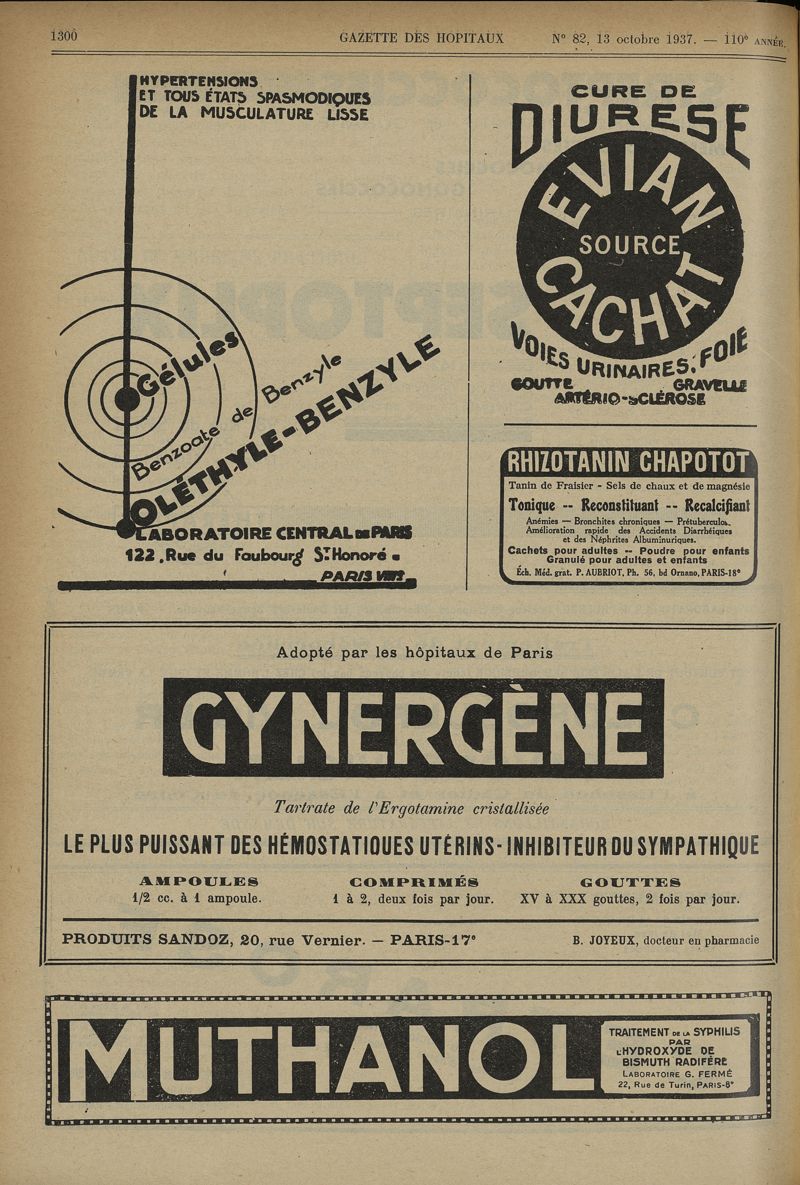 1300
GAZETTE DES HOPITAUX
N° 82, 13 octobre 1937. — 110e ANNÉE.
HYPERTENSIONS
ET TOUS ÉTATS SPASMODIQUES
DE LA MUSCULATURE LISSE
Gélules
Benzoate de Benzyle
OLÉTHYLE-BENZYLE
LABORATOIRE CENTRAL DE PARIS
122, Rue du Faubourg St Honoré
PARIS VIIIe
CURE DE
DIURESE
EVIAN
SOURCE
CACHAT
VOIES URINAIRES, FOIE
GOUTTE GRAVELLE
ARTÉRIO-SCLÉROSE
RHIZOTANIN CHAPOTOT
Tanin de Fraisier - Sels de chaux et de magnésie
Tonique -- Reconstituant -- Recalcifiant
Anémies — Bronchites chroniques — Prétubercules.
Amélioration rapide des Accidents Diarrhéiques
et des Néphrites Albuminuriques.
Cachets pour adultes -- Poudre pour enfants
Granulé pour adultes et enfants
Éch. Méd. grat. P. AUBRIOT, Ph. 56, bd Ornano, PARIS-18e
Adopté par les hôpitaux de Paris
GYNERGÈNE
Tartrate de l'Ergotamine cristallisée
LE PLUS PUISSANT DES HÉMOSTATIQUES UTÉRINS - INHIBITEUR DU SYMPATHIQUE
AMPOULES COMPRIMÉS GOUTTES
1/2 cc. à 1 ampoule. 1 à 2, deux fois par jour. XV à XXX gouttes, 2 fois par jour.
PRODUITS SANDOZ, 20, rue Vernier. — PARIS-17e B. JOYEUX, docteur en pharmacie
MUTHANOL
TRAITEMENT DE LA SYPHILIS
PAR
L'HYDROXYDE DE
BISMUTH RADIFÈRE
LABORATOIRE G. FERMÉ
22, Rue de Turin, PARIS-8e